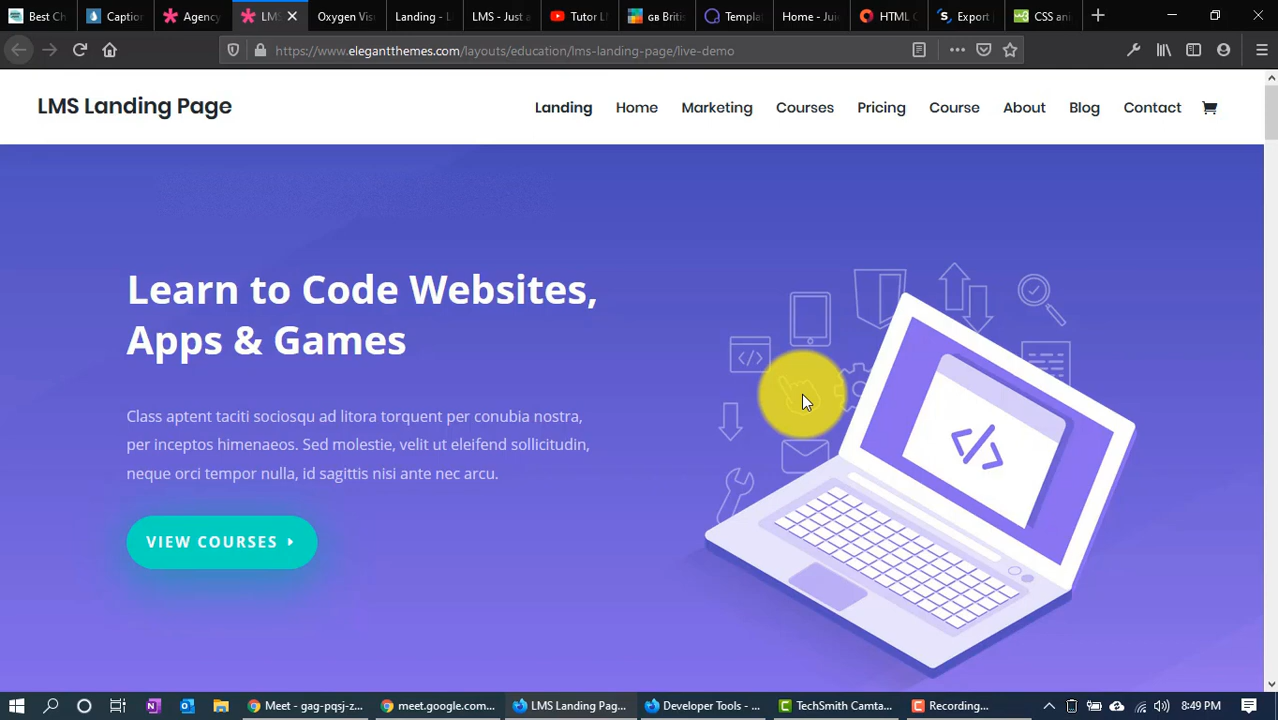 Best Ch
Caption
Agency
LMS
Oxygen Vis
Landing - L
LMS - Just a
Tutor L
GB Brit
Templa
Home - Jui
HTML C
Export
CSS ani
https://www.elegantthemes.com/layouts/education/lms-landing-page/live-demo
LMS Landing Page
Landing
Home
Marketing
Courses
Pricing
Course
About
Blog
Contact
Learn to Code Websites,
Apps & Games
Class aptent taciti sociosqu ad litora torquent per conubia nostra,
per inceptos himenaeos. Sed molestie, velit ut eleifend sollicitudin,
neque orci tempor nulla, id sagittis nisi ante nec arcu.
VIEW COURSES
</>
</>
Meet - gag-pqsj-z...
meet.google.com...
LMS Landing Pag...
Developer Tools - ...
TechSmith Camta...
Recording...
8:49 PM